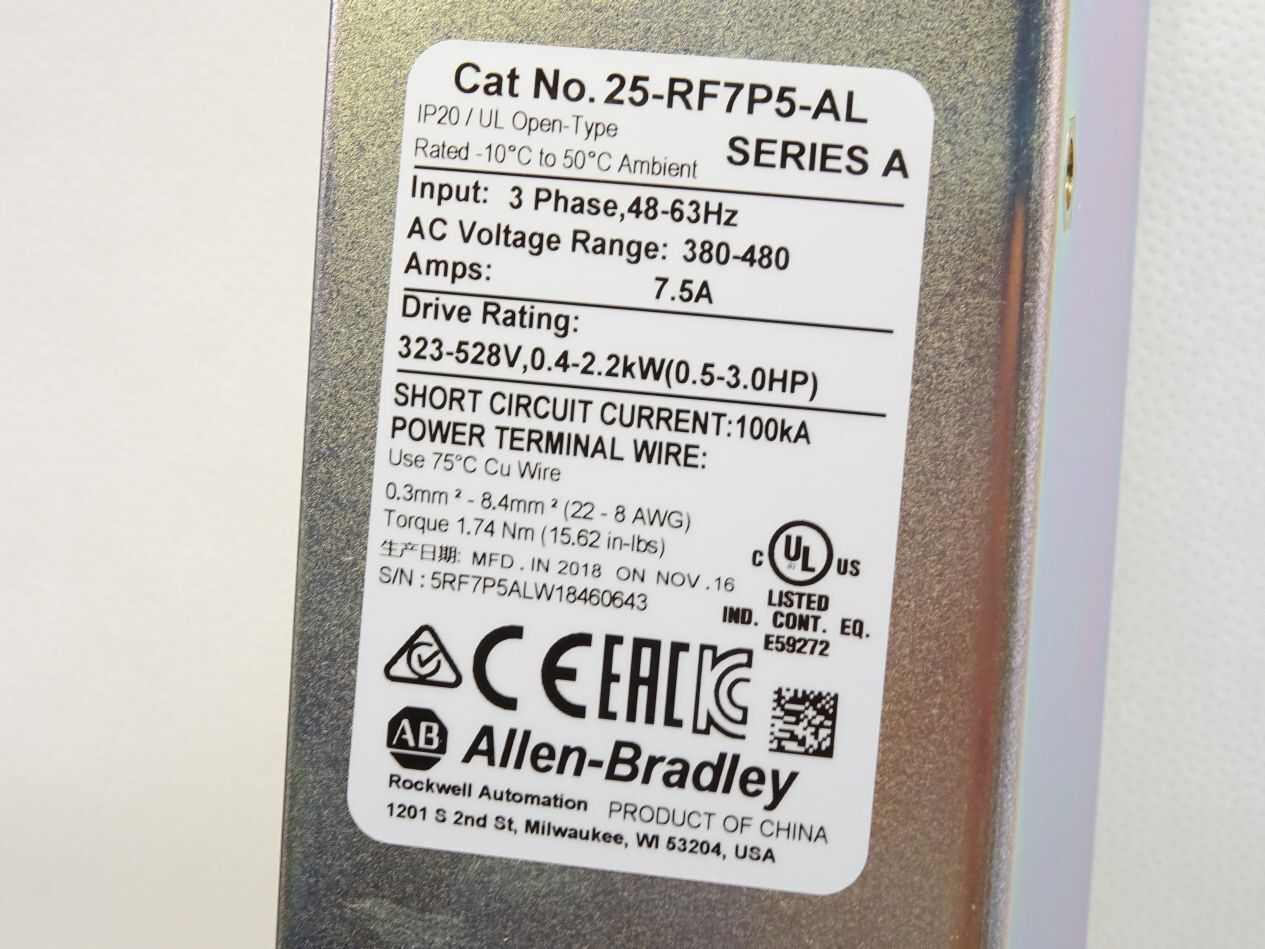 Cat No. 25-RF7P5-AL
IP20 / UL Open-Type
Rated -10°C to 50°C Ambient
SERIES A
Input: 3 Phase,48-63Hz
AC Voltage Range: 380-480
Amps: 7.5A
Drive Rating:
323-528V,0.4-2.2kW(0.5-3.0HP)
SHORT CIRCUIT CURRENT:100kA
POWER TERMINAL WIRE:
Use 75°C Cu Wire
0.3mm ² - 8.4mm ² (22 - 8 AWG)
Torque 1.74 Nm (15.62 in-lbs)
生产日期: MFD . IN 2018 ON NOV . 16
S/N : 5RF7P5ALW18460643
C UL US
LISTED
IND. CONT. EQ.
E59272
CE EAC KC
AB Allen-Bradley
Rockwell Automation PRODUCT OF CHINA
1201 S 2nd St, Milwaukee, WI 53204, USA